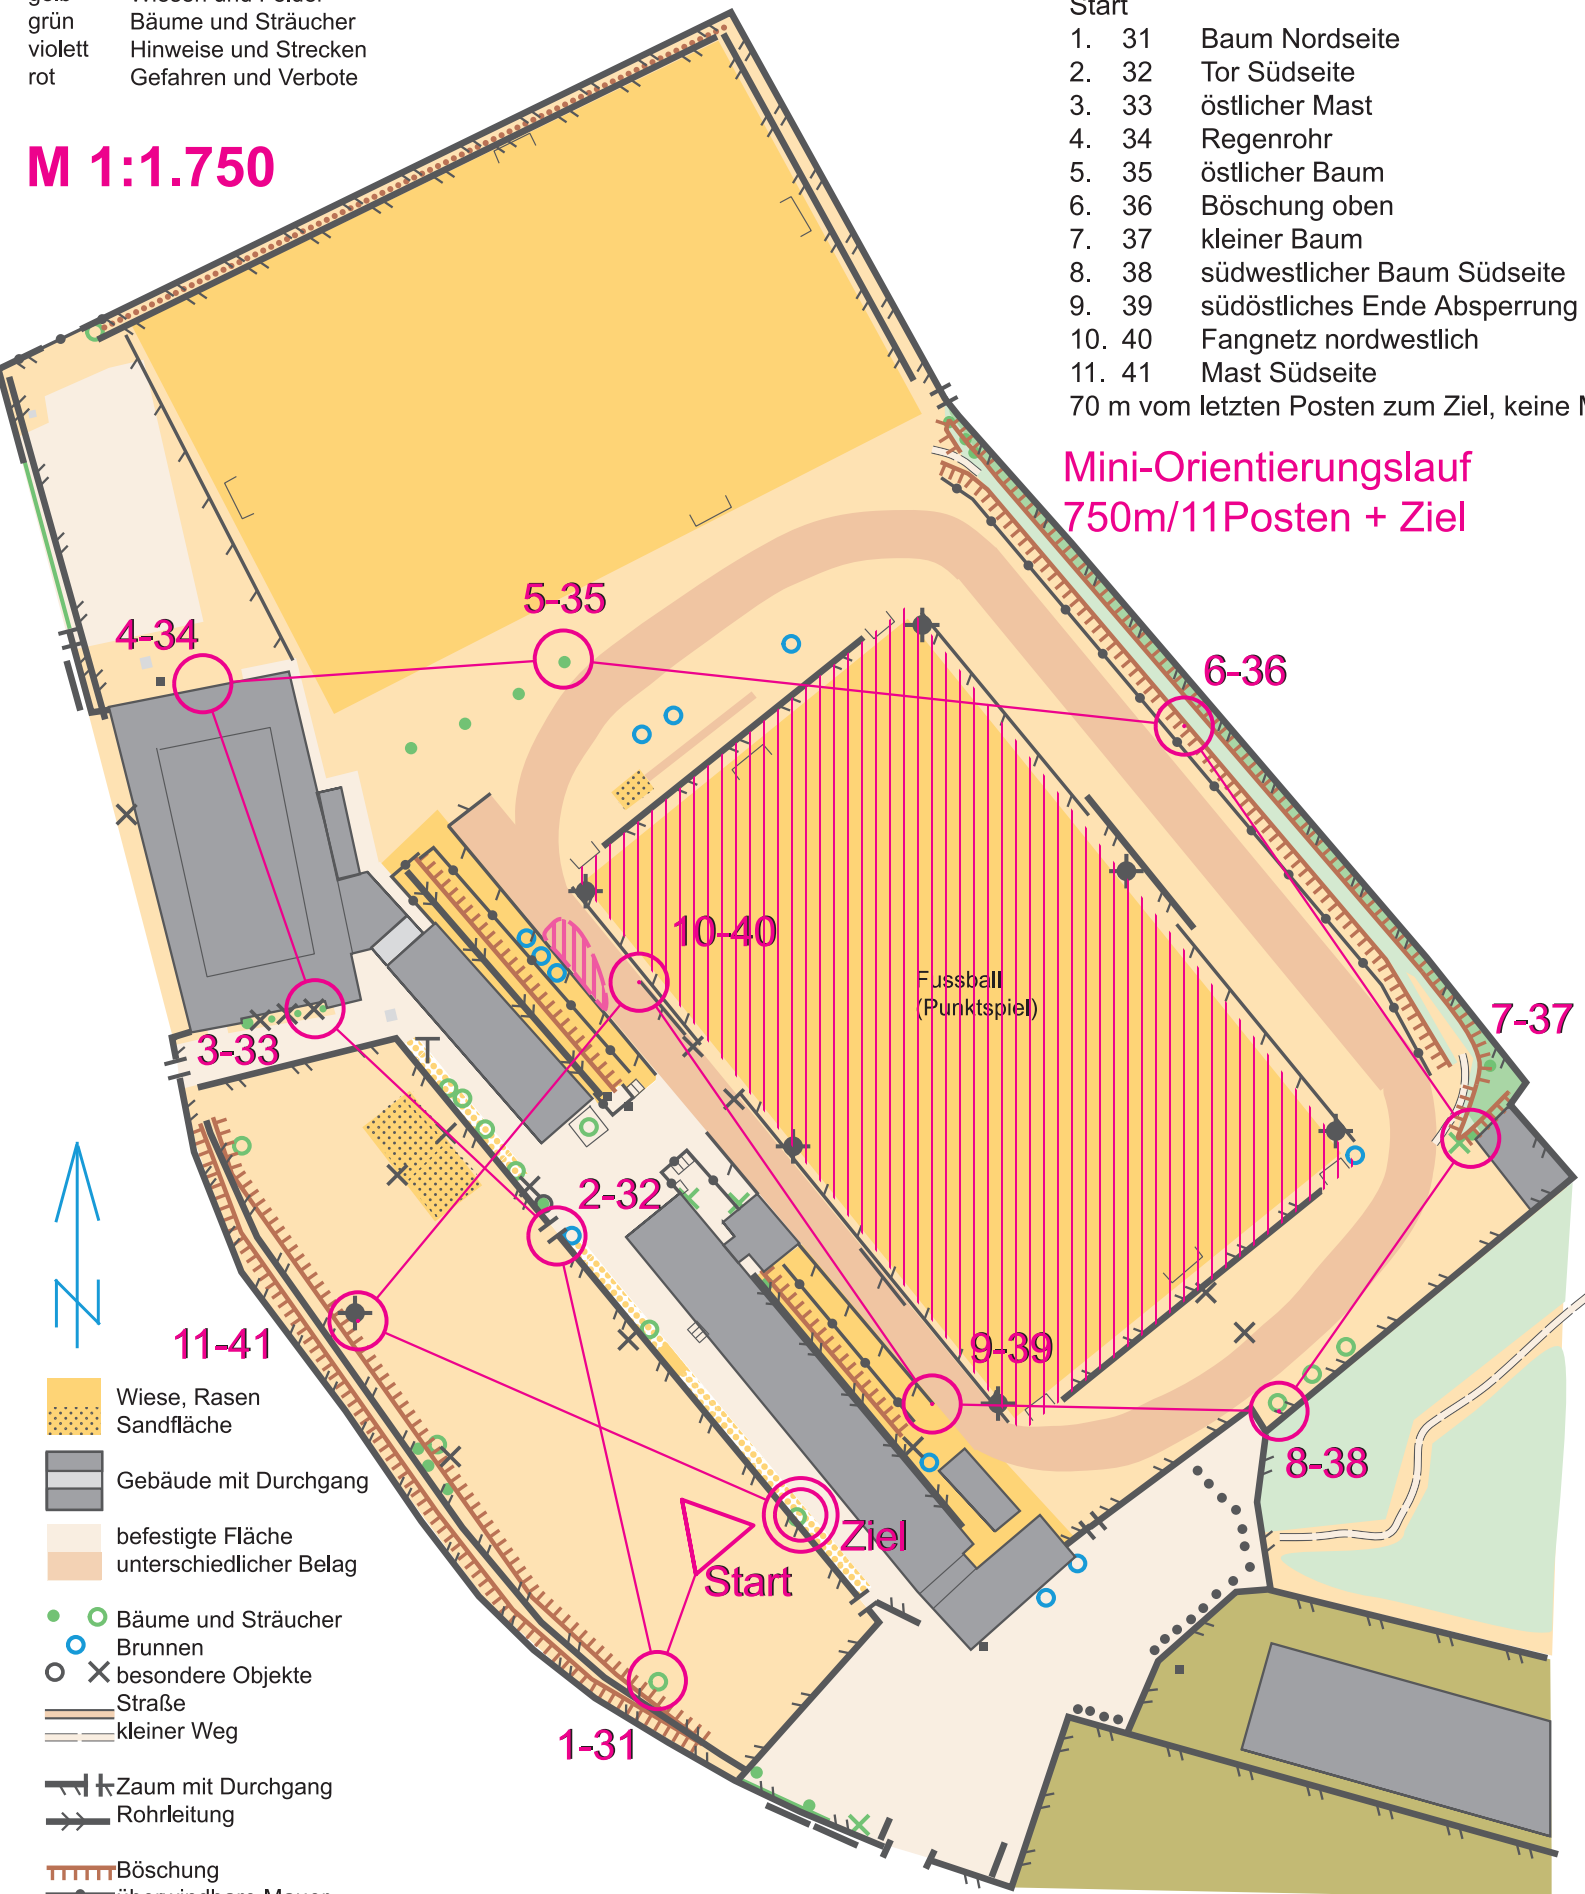 grün Bäume und Sträucher
violett Hinweise und Strecken
rot Gefahren und Verbote
M 1:1.750
Start
1. 31 Baum Nordseite
2. 32 Tor Südseite
3. 33 östlicher Mast
4. 34 Regenrohr
5. 35 östlicher Baum
6. 36 Böschung oben
7. 37 kleiner Baum
8. 38 südwestlicher Baum Südseite
9. 39 südöstliches Ende Absperrung
10. 40 Fangnetz nordwestlich
11. 41 Mast Südseite
70 m vom letzten Posten zum Ziel, keine
Mini-Orientierungslauf
750m/11Posten + Ziel
5-35
4-34
6-36
10-40
Fussball
(Punktspiel)
7-37
3-33
2-32
11-41
9-39
8-38
Ziel
Start
1-31
N
Wiese, Rasen
Sandfläche
Gebäude mit Durchgang
befestigte Fläche
unterschiedlicher Belag
Bäume und Sträucher
Brunnen
besondere Objekte
Straße
kleiner Weg
Zaum mit Durchgang
Rohrleitung
Böschung